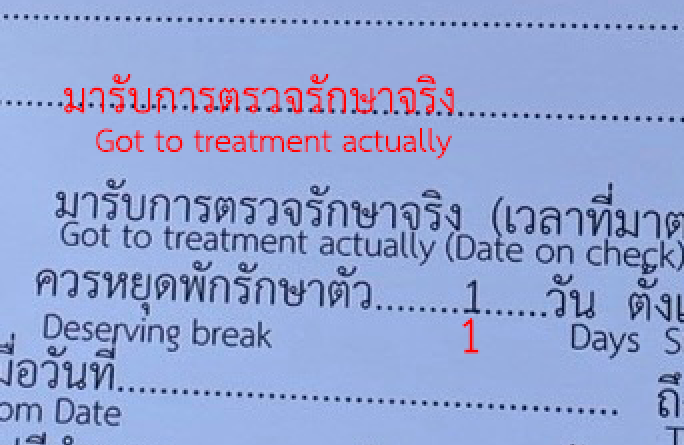 มารับการตรวจรักษาจริง
Got to treatment actually
มารับการตรวจรักษาจริง (เวลาที่มาต
Got to treatment actually (Date on check)
ควรหยุดพักรักษาตัว.........1......วัน ตั้งแ
1
Deserving break Days S
มื่อวันที่
om Date
ถึ